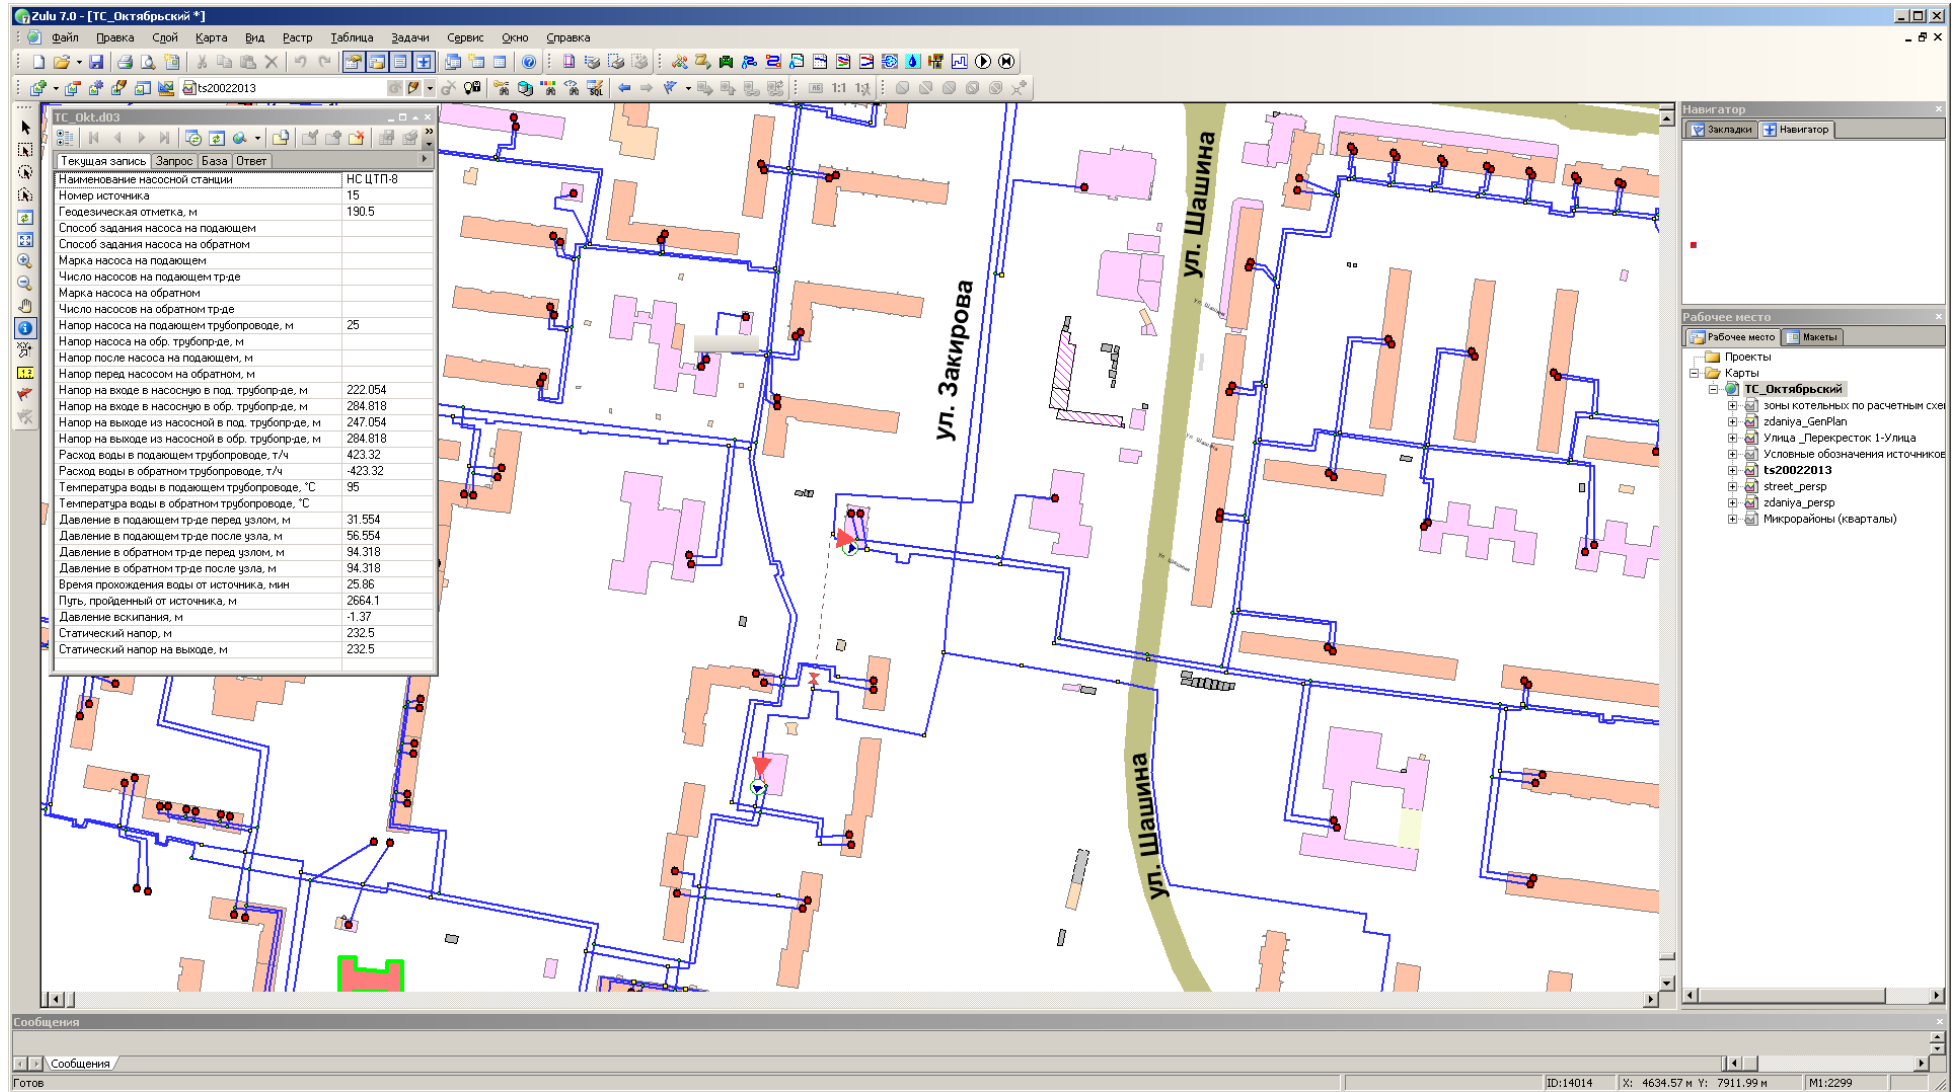 Zulu 7.0 - [ТС_Октябрьский *]
Файл Правка Слой Карта Вид Растр Таблица Задачи Сервис Окно Справка
ts20022013
1:1
TC_Okt.d03
Текущая запись Запрос База Ответ
Наименование насосной станции НС ЦТП-8
Номер источника 15
Геодезическая отметка, м 190.5
Способ задания насоса на подающем
Способ задания насоса на обратном
Марка насоса на подающем
Число насосов на подающем тр-де
Марка насоса на обратном
Число насосов на обратном тр-де
Напор насоса на подающем трубопроводе, м 25
Напор насоса на обр. трубопр-де, м
Напор после насоса на подающем, м
Напор перед насосом на обратном, м
Напор на входе в насосную в под. трубопр-де, м 222.054
Напор на входе в насосную в обр. трубопр-де, м 284.818
Напор на выходе из насосной в под. трубопр-де, м 247.054
Напор на выходе из насосной в обр. трубопр-де, м 284.818
Расход воды в подающем трубопроводе, т/ч 423.32
Расход воды в обратном трубопроводе, т/ч -423.32
Температура воды в подающем трубопроводе, °С 95
Температура воды в обратном трубопроводе, °С
Давление в подающем тр-де перед узлом, м 31.554
Давление в подающем тр-де после узла, м 56.554
Давление в обратном тр-де перед узлом, м 94.318
Давление в обратном тр-де после узла, м 94.318
Время прохождения воды от источника, мин 25.86
Путь, пройденный от источника, м 2664.1
Давление вскипания, м -1.37
Статический напор, м 232.5
Статический напор на выходе, м 232.5
ул. Закирова
ул. Шашина
ул. Шашина
Навигатор
Закладки Навигатор
Рабочее место
Рабочее место Макеты
Проекты
Карты
ТС_Октябрьский
зоны котельных по расчетным схе
zdaniya_GenPlan
Улица _Перекресток 1-Улица
Условные обозначения источников
ts20022013
street_persp
zdaniya_persp
Микрорайоны (кварталы)
Сообщения
Сообщения
Готов ID:14014 X: 4634.57 м Y: 7911.99 м М1:2299